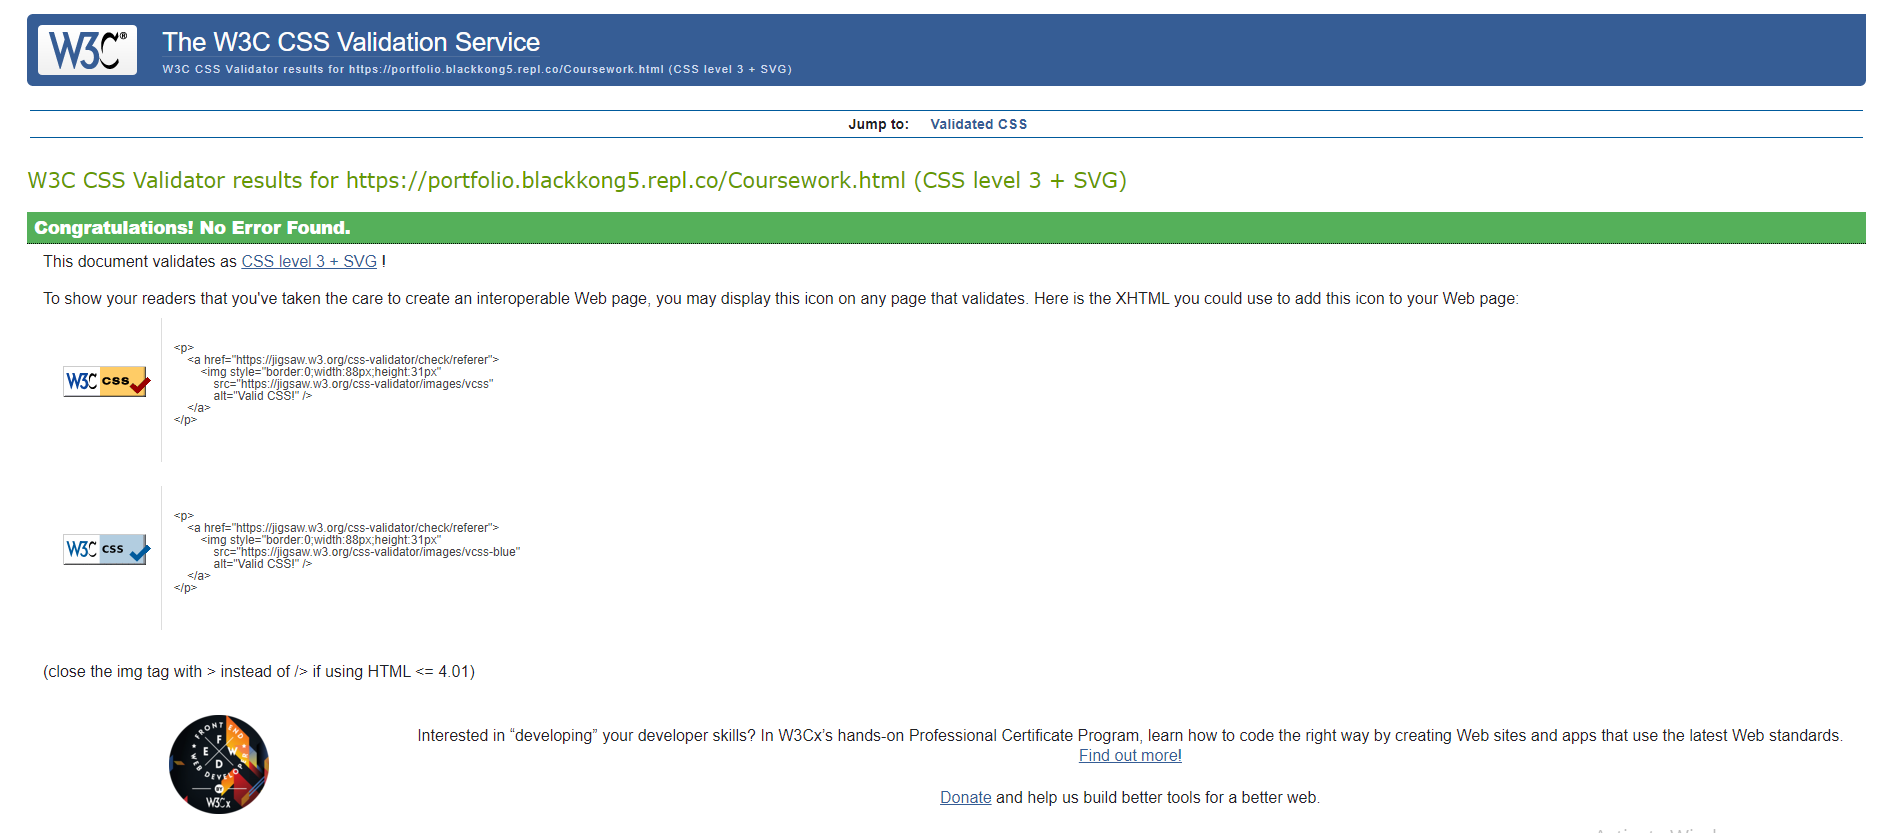 W3C®
The W3C CSS Validation Service
W3C CSS Validator results for https://portfolio.blackkong5.repl.co/Coursework.html (CSS level 3 + SVG)
Jump to: Validated CSS
W3C CSS Validator results for https://portfolio.blackkong5.repl.co/Coursework.html (CSS level 3 + SVG)
Congratulations! No Error Found.
This document validates as CSS level 3 + SVG !
To show your readers that you've taken the care to create an interoperable Web page, you may display this icon on any page that validates. Here is the XHTML you could use to add this icon to your Web page:
W3C css
<p>
<a href="https://jigsaw.w3.org/css-validator/check/referer">
<img style="border:0;width:88px;height:31px"
src="https://jigsaw.w3.org/css-validator/images/vcss"
alt="Valid CSS!" />
</a>
</p>
W3C css
<p>
<a href="https://jigsaw.w3.org/css-validator/check/referer">
<img style="border:0;width:88px;height:31px"
src="https://jigsaw.w3.org/css-validator/images/vcss-blue"
alt="Valid CSS!" />
</a>
</p>
(close the img tag with > instead of /> if using HTML <= 4.01)
FRONT END
F
E W
D
WEB DEVELOPER
BY
W3Cx
Interested in “developing” your developer skills? In W3Cx’s hands-on Professional Certificate Program, learn how to code the right way by creating Web sites and apps that use the latest Web standards.
Find out more!
Donate and help us build better tools for a better web.